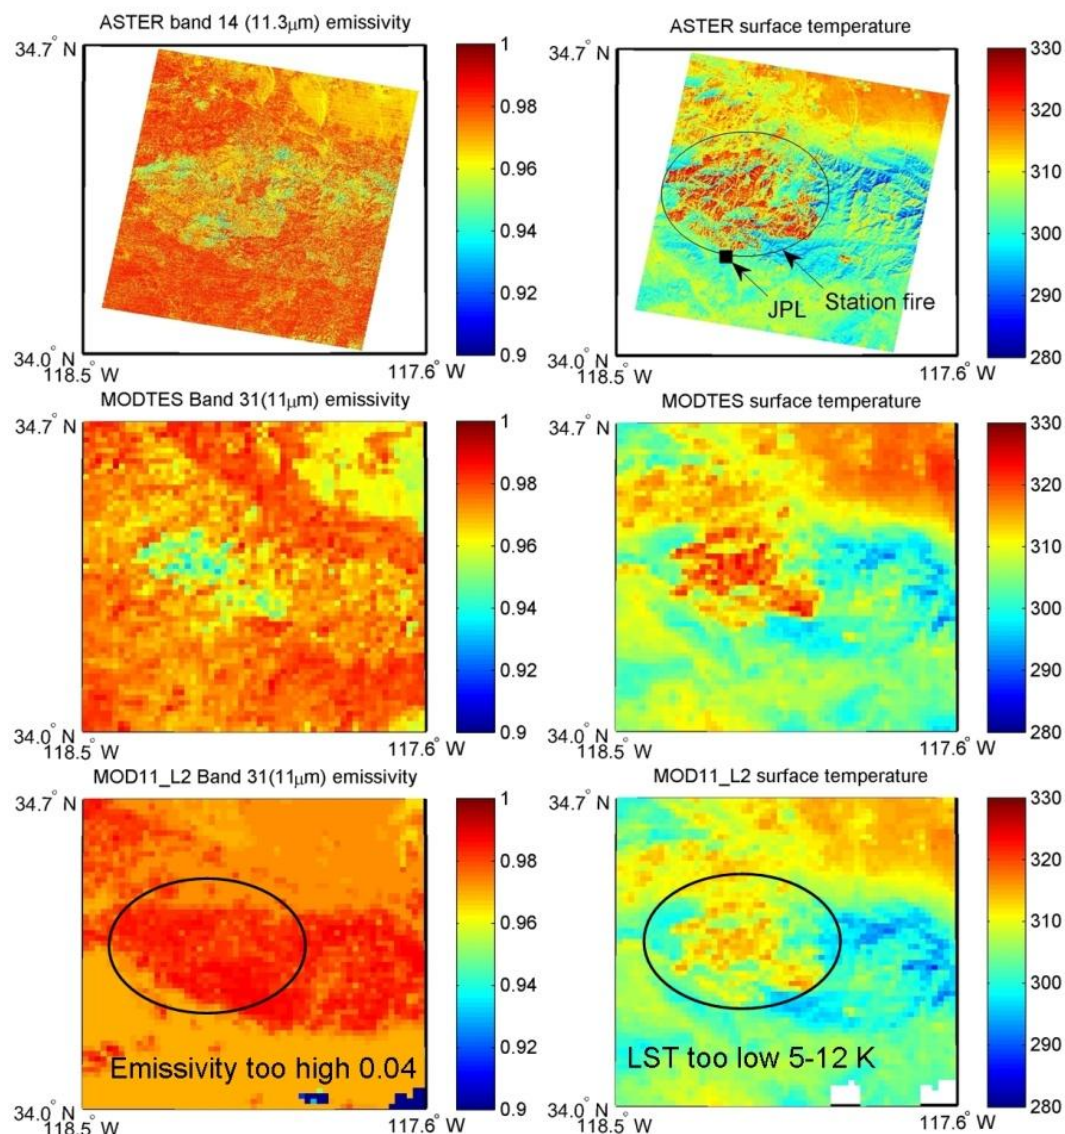 ASTER band 14 (11.3μm) emissivity
34.7° N
34.0° N
118.5° W
117.6° W
1
0.98
0.96
0.94
0.92
0.9
ASTER surface temperature
34.7° N
34.0° N
118.5° W
117.6° W
JPL
Station fire
330
320
310
300
290
280
MODTES Band 31(11μm) emissivity
34.7° N
34.0° N
118.5° W
117.6° W
1
0.98
0.96
0.94
0.92
0.9
MODTES surface temperature
34.7° N
34.0° N
118.5° W
117.6° W
330
320
310
300
290
280
MOD11_L2 Band 31(11μm) emissivity
34.7° N
34.0° N
118.5° W
117.6° W
Emissivity too high 0.04
1
0.98
0.96
0.94
0.92
0.9
MOD11_L2 surface temperature
34.7° N
34.0° N
118.5° W
117.6° W
LST too low 5-12 K
330
320
310
300
290
280